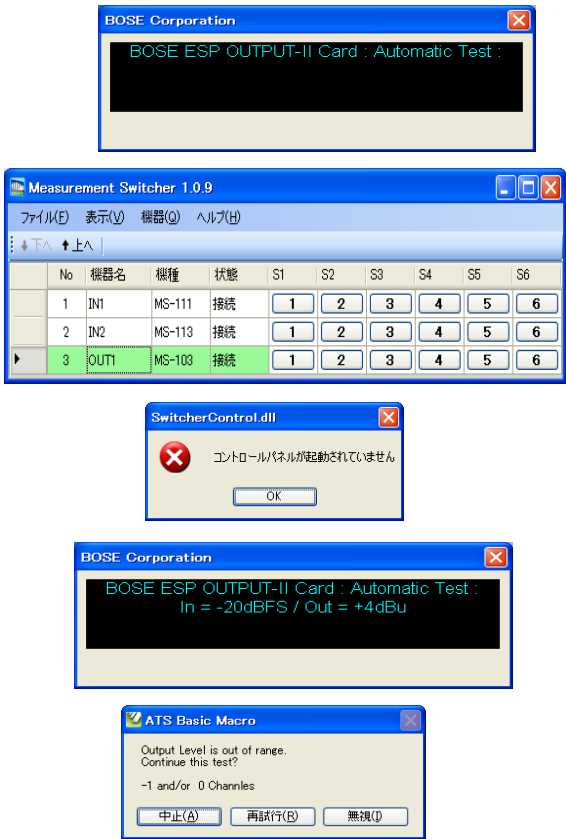 BOSE Corporation
BOSE ESP OUTPUT-II Card : Automatic Test :
Measurement Switcher 1.0.9
ファイル(F) 表示(V) 機器(Q) ヘルプ(H)
下へ 上へ
No 機器名 機種 状態 S1 S2 S3 S4 S5 S6
1 IN1 MS-111 接続 1 2 3 4 5 6
2 IN2 MS-113 接続 1 2 3 4 5 6
3 OUT1 MS-103 接続 1 2 3 4 5 6
SwitcherControl.dll
コントロールパネルが起動されていません
OK
BOSE Corporation
BOSE ESP OUTPUT-II Card : Automatic Test :
In = -20dBFS / Out = +4dBu
ATS Basic Macro
Output Level is out of range.
Continue this test?
-1 and/or 0 Channles
中止(A) 再試行(R) 無視(I)